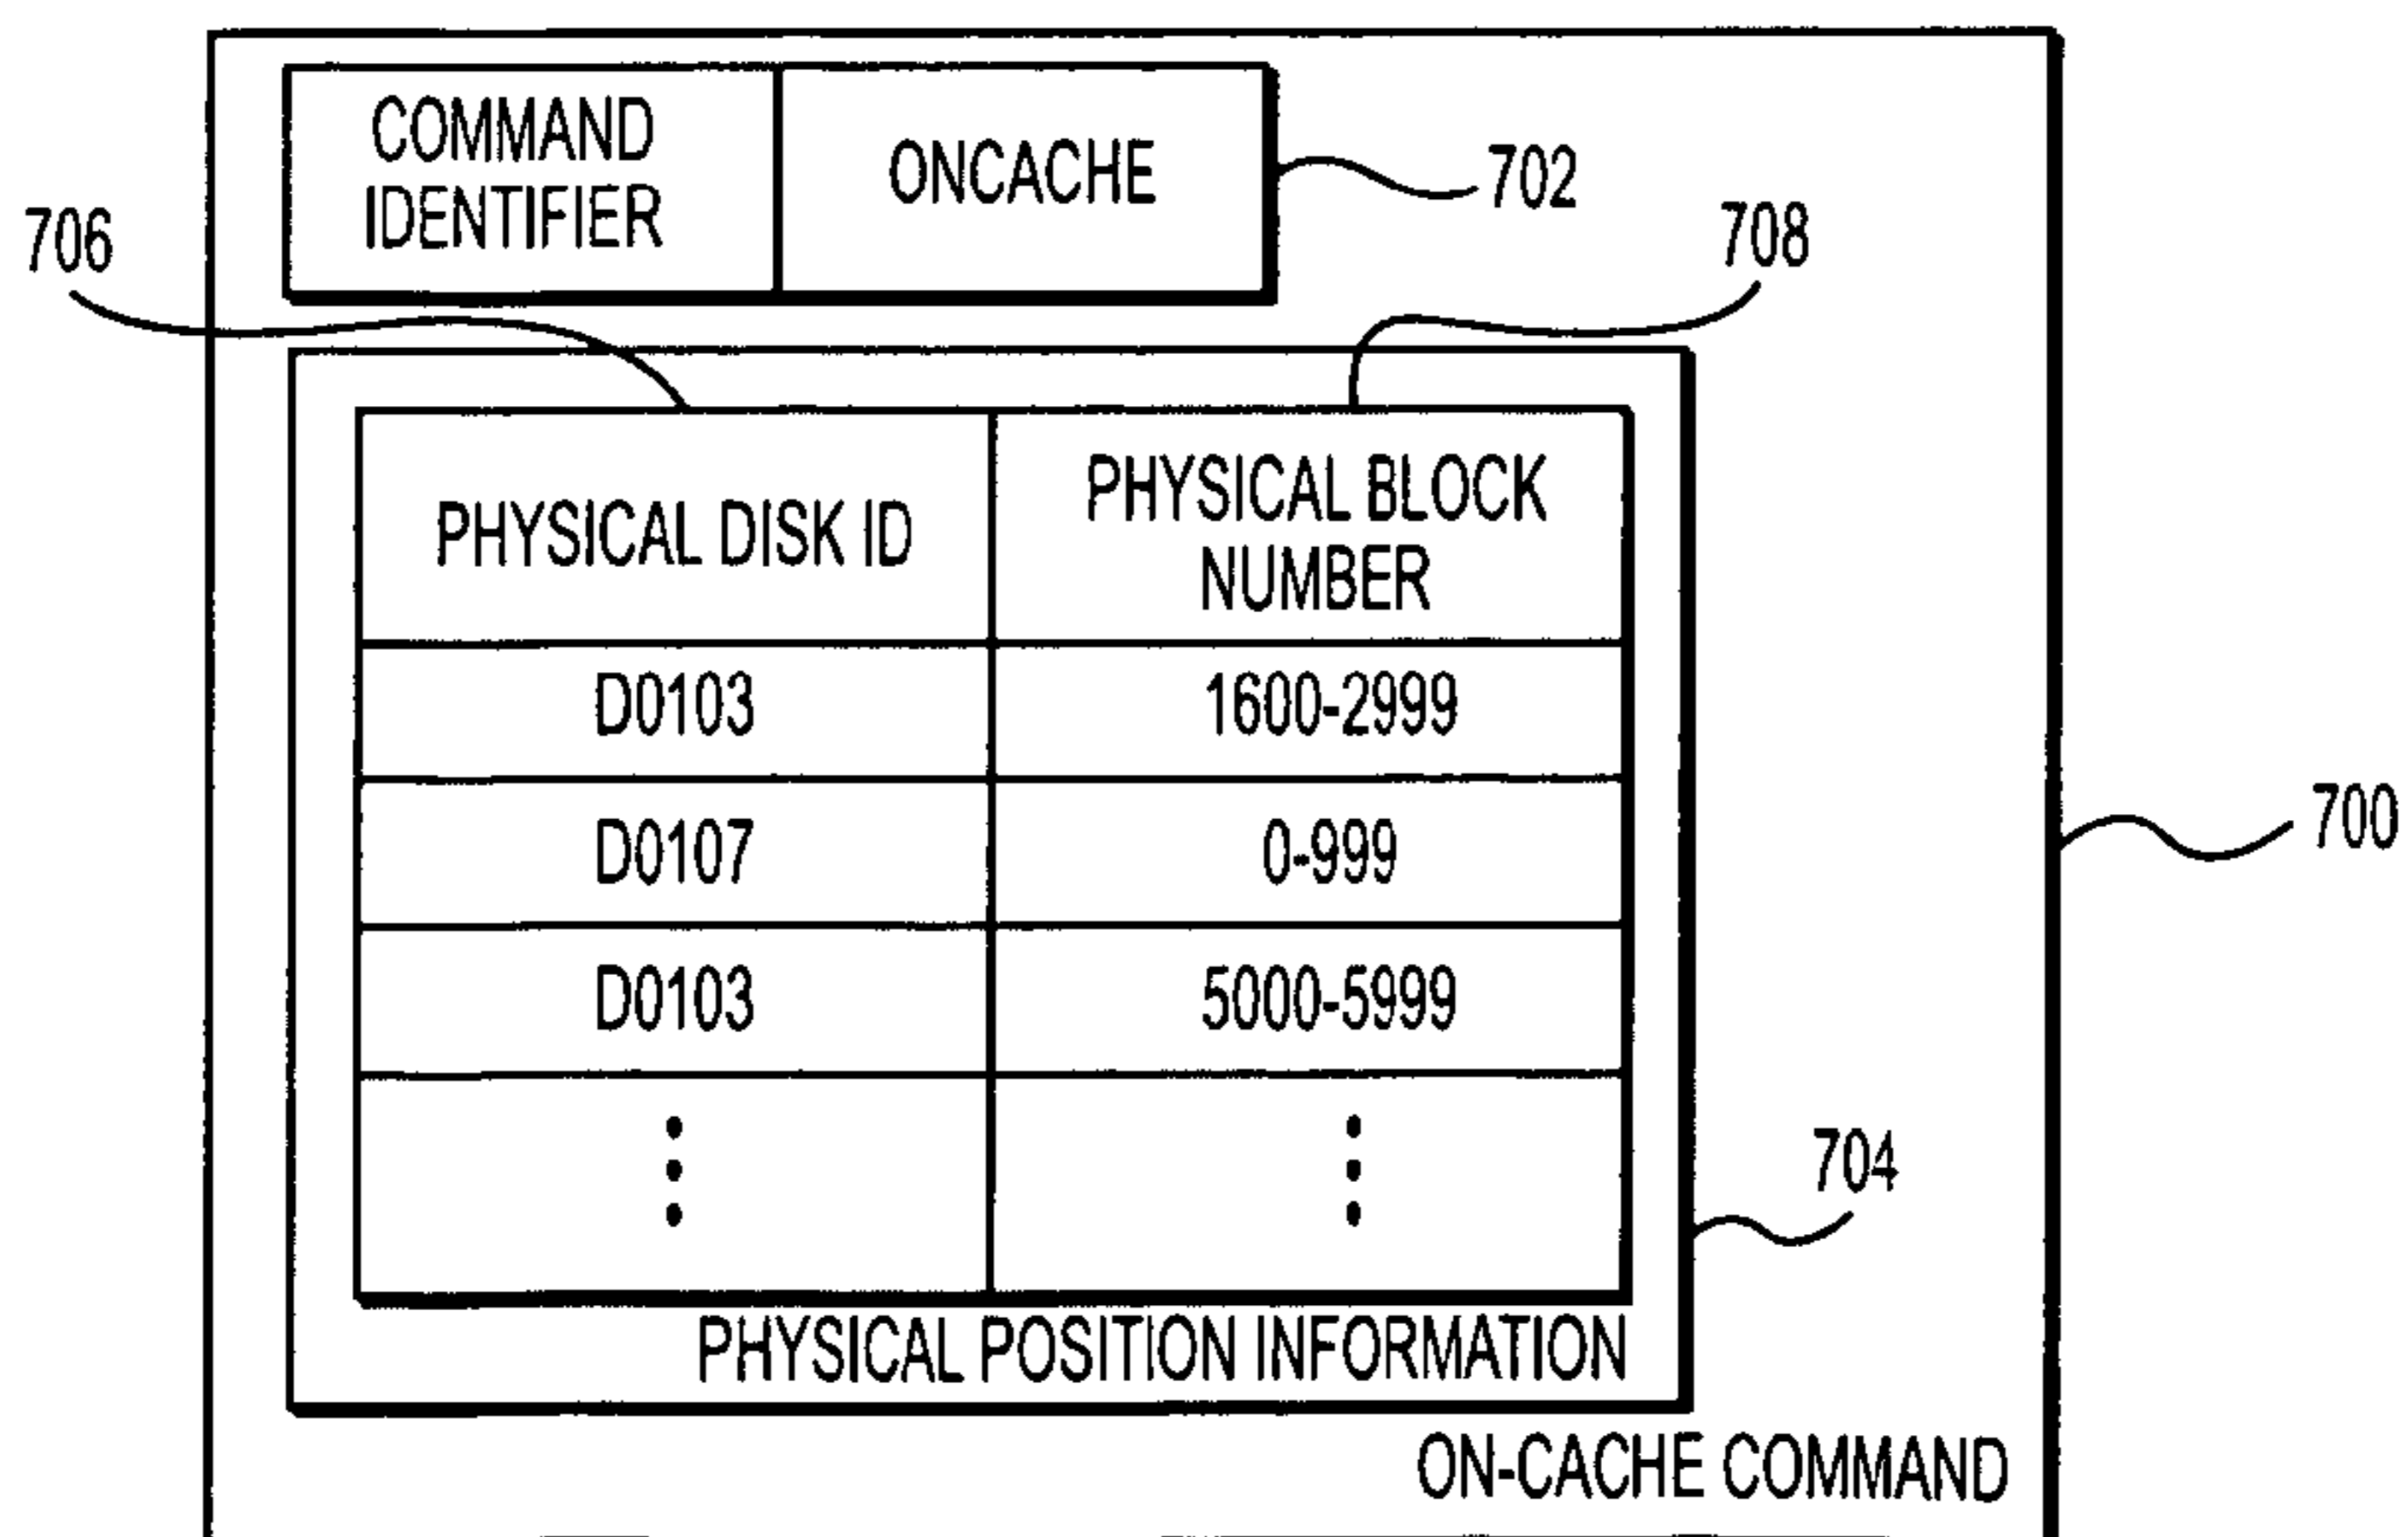 COMMAND IDENTIFIER
ONCACHE
702
706
708
PHYSICAL DISK ID
PHYSICAL BLOCK NUMBER
D0103 1600-2999
D0107 0-999
700
D0103 5000-5999
704
PHYSICAL POSITION INFORMATION
ON-CACHE COMMAND